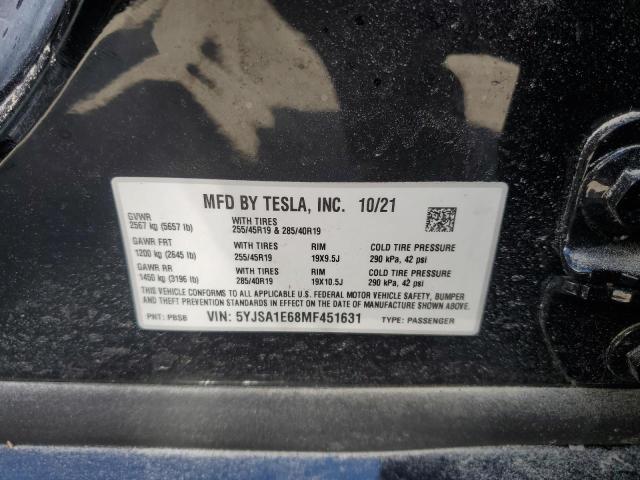 MFD BY TESLA, INC. 10/21
GVWR
2567 kg (5657 lb)
WITH TIRES
255/45R19 & 285/40R19
GAWR FRT
1200 kg (2645 lb)
WITH TIRES
255/45R19
RIM
19X9.5J
COLD TIRE PRESSURE
290 kPa, 42 psi
GAWR RR
1450 kg (3196 lb)
WITH TIRES
285/40R19
RIM
19X10.5J
COLD TIRE PRESSURE
290 kPa, 42 psi
THIS VEHICLE CONFORMS TO ALL APPLICABLE U.S. FEDERAL MOTOR VEHICLE SAFETY, BUMPER
AND THEFT PREVENTION STANDARDS IN EFFECT ON THE DATE OF MANUFACTURE SHOWN ABOVE.
PNT: PBSB VIN: 5YJSA1E68MF451631 TYPE: PASSENGER